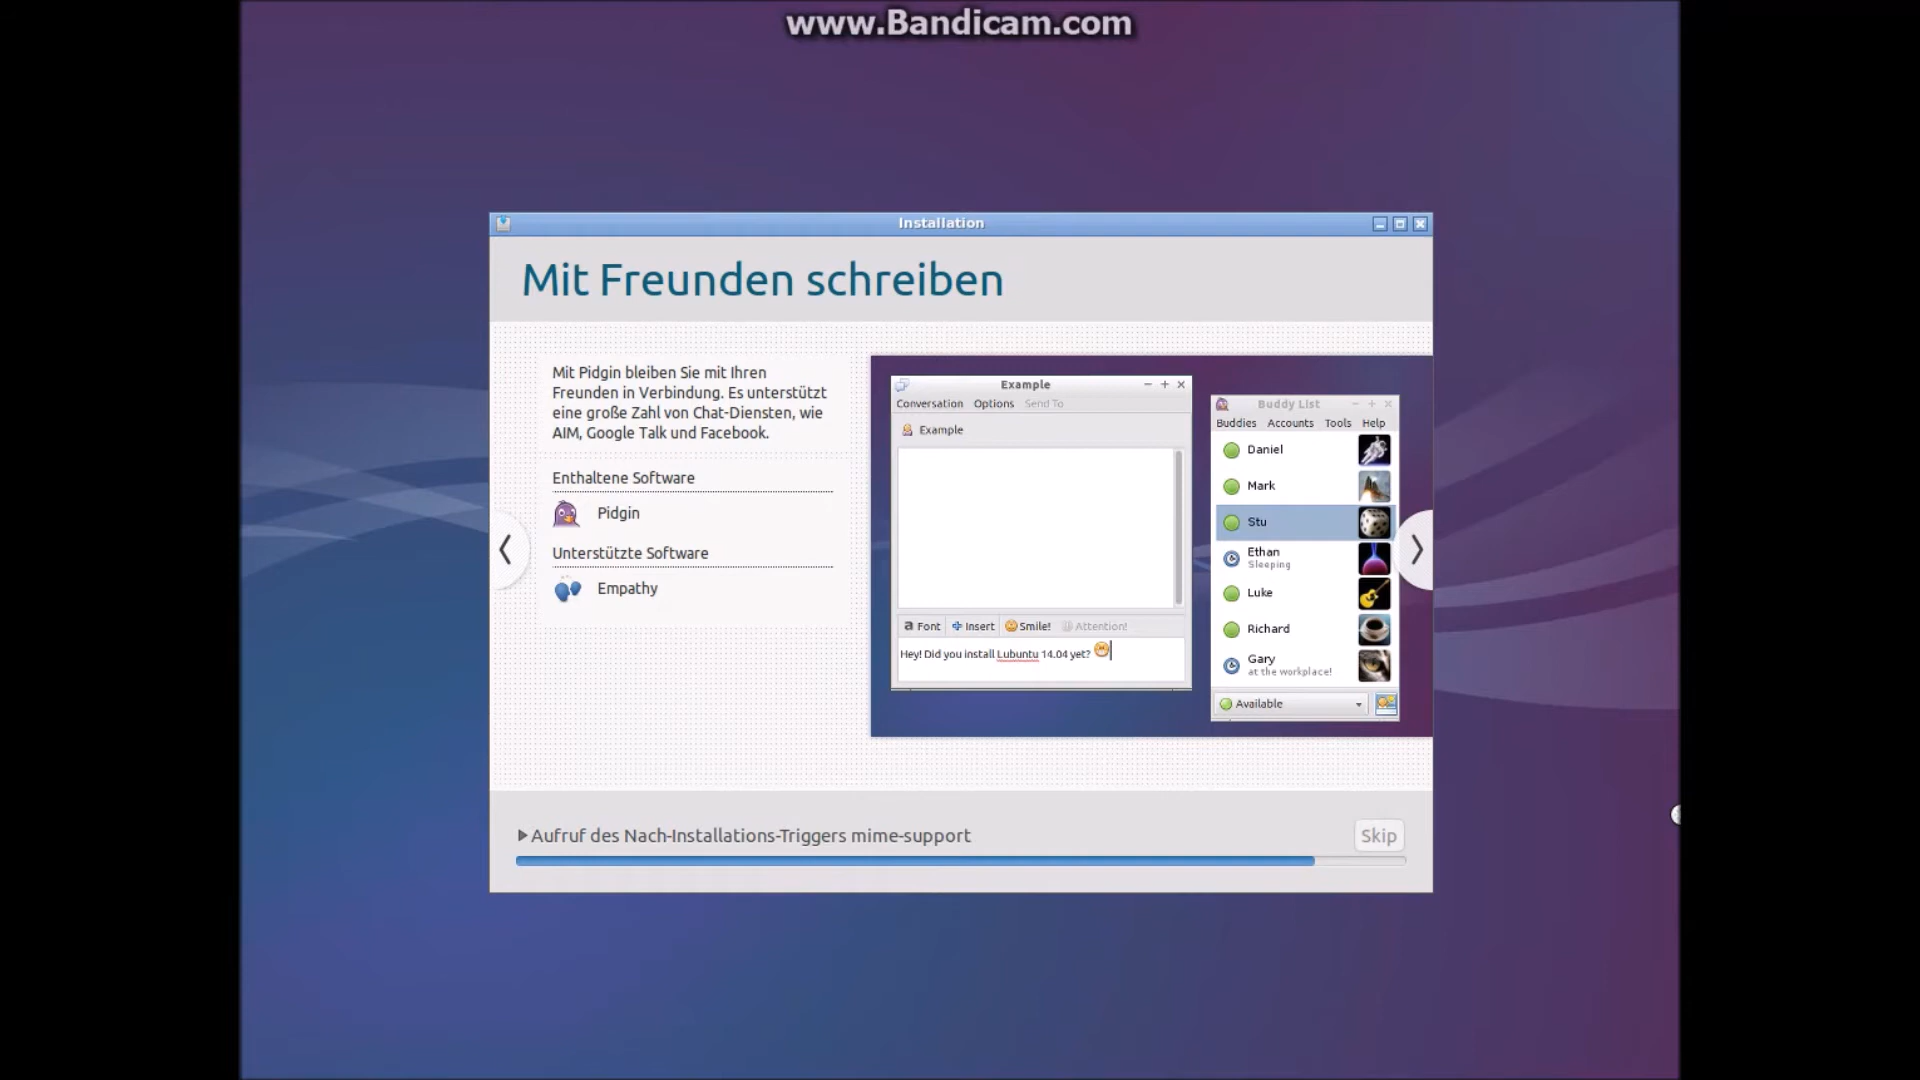 www.Bandicam.com
Installation
Mit Freunden schreiben
Mit Pidgin bleiben Sie mit Ihren
Freunden in Verbindung. Es unterstützt
eine große Zahl von Chat-Diensten, wie
AIM, Google Talk und Facebook.
Enthaltene Software
Pidgin
Unterstützte Software
Empathy
Example
Conversation Options Send To
Example
a Font Insert Smile! Attention!
Hey! Did you install Lubuntu 14.04 yet?
Buddy List
Buddies Accounts Tools Help
Daniel
Mark
Stu
Ethan
Sleeping
Luke
Richard
Gary
at the workplace!
Available
Aufruf des Nach-Installations-Triggers mime-support
Skip